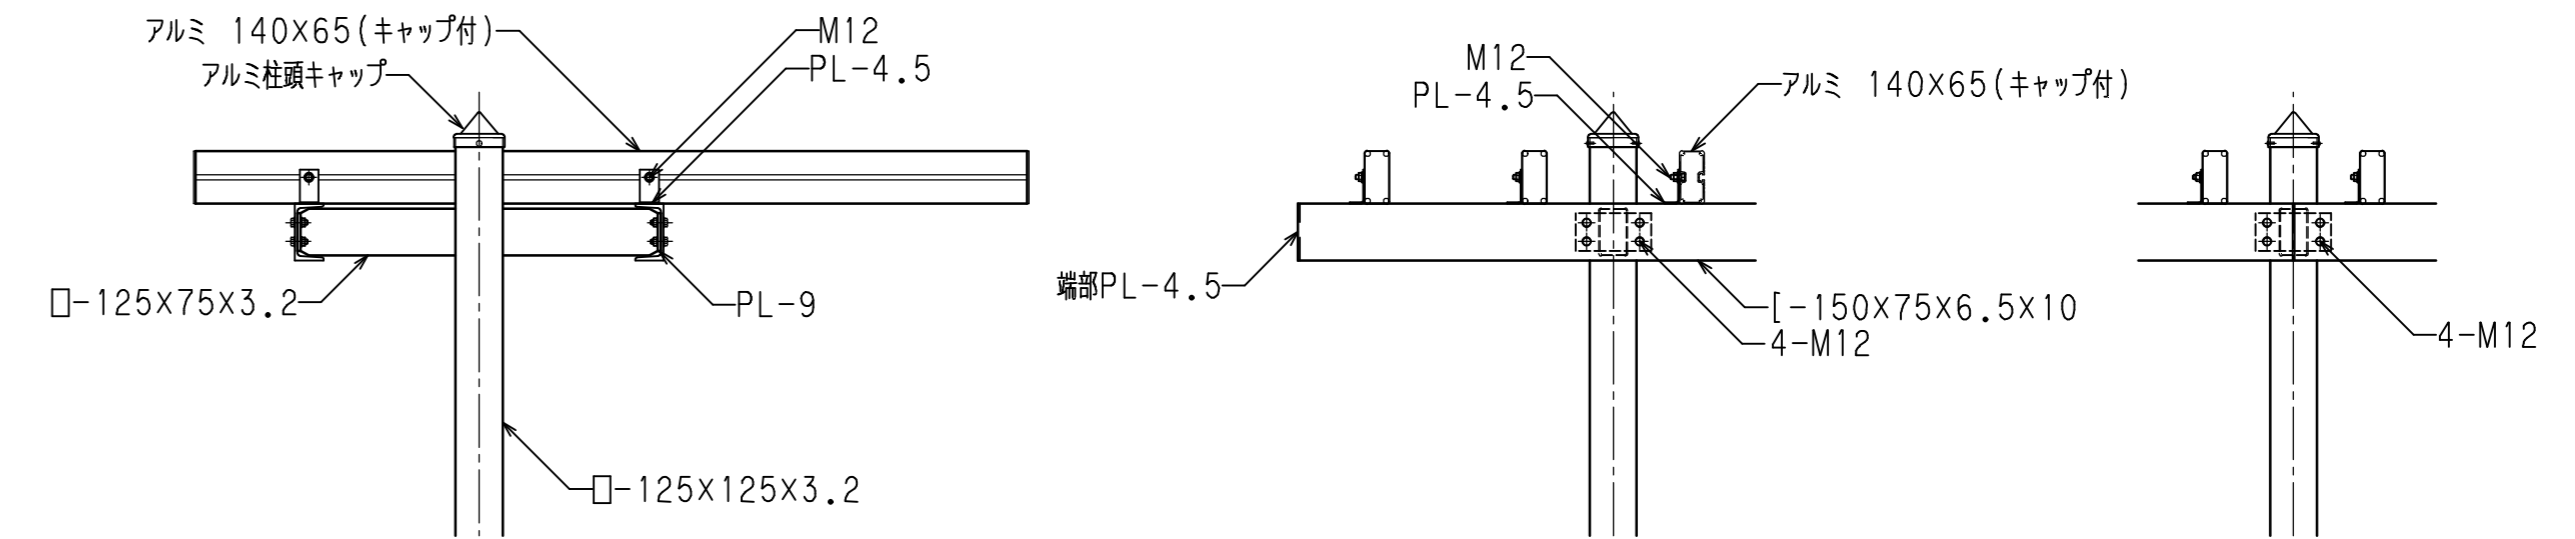 アルミ 140X65(キャップ付)
アルミ柱頭キャップ
M12
PL-4.5
□-125X75X3.2
PL-9
□-125X125X3.2
M12
PL-4.5
アルミ 140X65(キャップ付)
端部PL-4.5
[-150X75X6.5X10
4-M12
4-M12